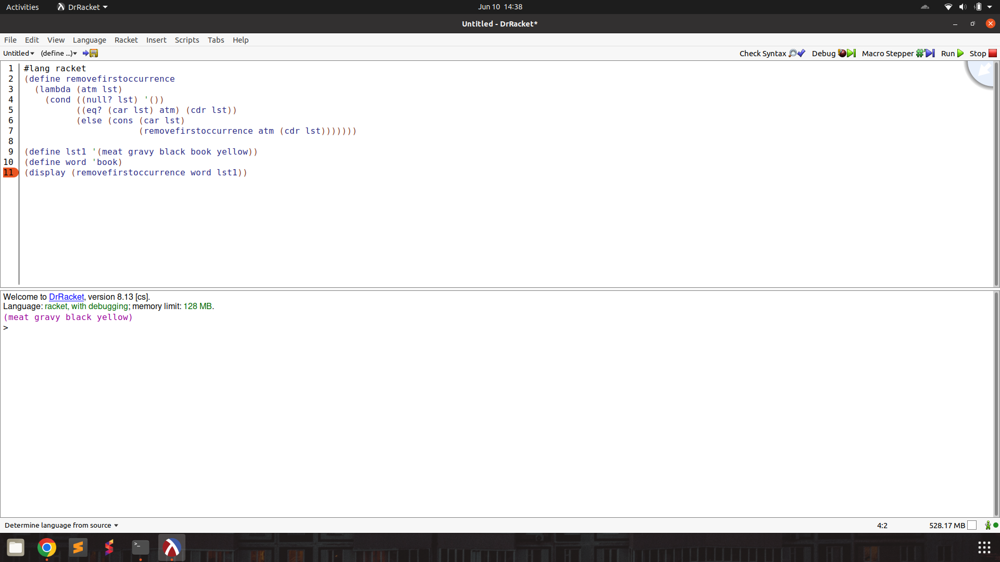 Activities DrRacket Jun 10 14:38
Untitled - DrRacket*
File Edit View Language Racket Insert Scripts Tabs Help
Untitled (define ...) Check Syntax Debug Macro Stepper Run Stop
1 #lang racket
2 (define removefirstoccurrence
3 (lambda (atm lst)
4 (cond ((null? lst) '())
5 ((eq? (car lst) atm) (cdr lst))
6 (else (cons (car lst)
7 (removefirstoccurrence atm (cdr lst)))))))
8
9 (define lst1 '(meat gravy black book yellow))
10 (define word 'book)
11 (display (removefirstoccurrence word lst1))
Welcome to DrRacket, version 8.13 [cs].
Language: racket, with debugging; memory limit: 128 MB.
(meat gravy black yellow)
>
Determine language from source 4:2 528.17 MB